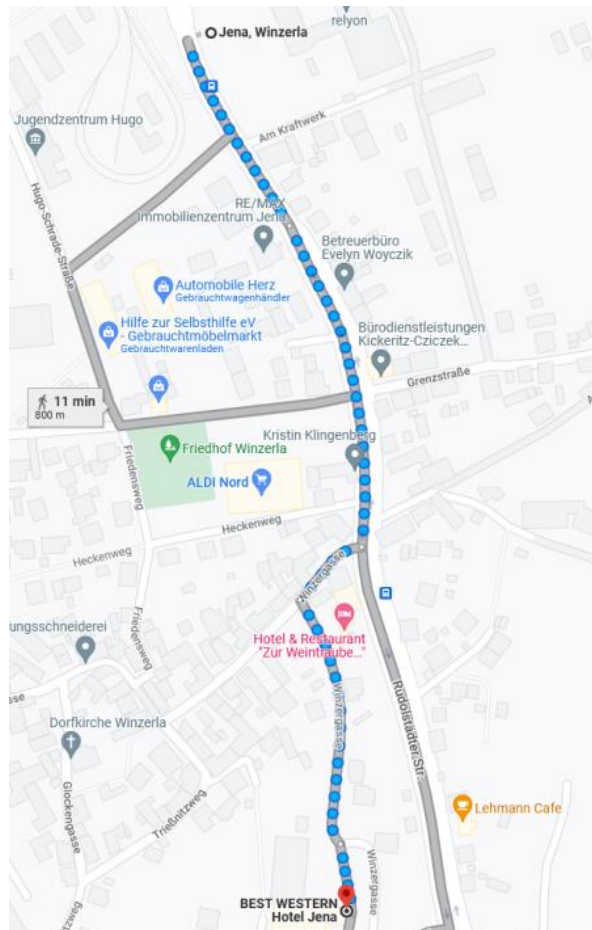 relyon
Jena, Winzerla
Jugendzentrum Hugo
Am Kraftwerk
Hugo-Schrade-Straße
RE/MAX
Immobilienzentrum Jena
Betreuerbüro
Evelyn Woyczik
Automobile Herz
Gebrauchtwagenhändler
Hilfe zur Selbsthilfe eV
- Gebrauchtmöbelmarkt
Gebrauchtwarenladen
Bürodienstleistungen
Kickeritz-Cziczek...
Grenzstraße
11 min
800 m
Kristin Klingenberg
Friedhof Winzerla
Friedensweg
ALDI Nord
Heckenweg
Heckenweg
Winzergasse
Friedensweg
Hotel & Restaurant
"Zur Weintraube..."
ungsschneiderei
Winzergasse
Rudolstädter Str.
Dorfkirche Winzerla
Glockengasse
Trießnitzweg
Lehmann Cafe
Winzergasse
BEST WESTERN
Hotel Jena